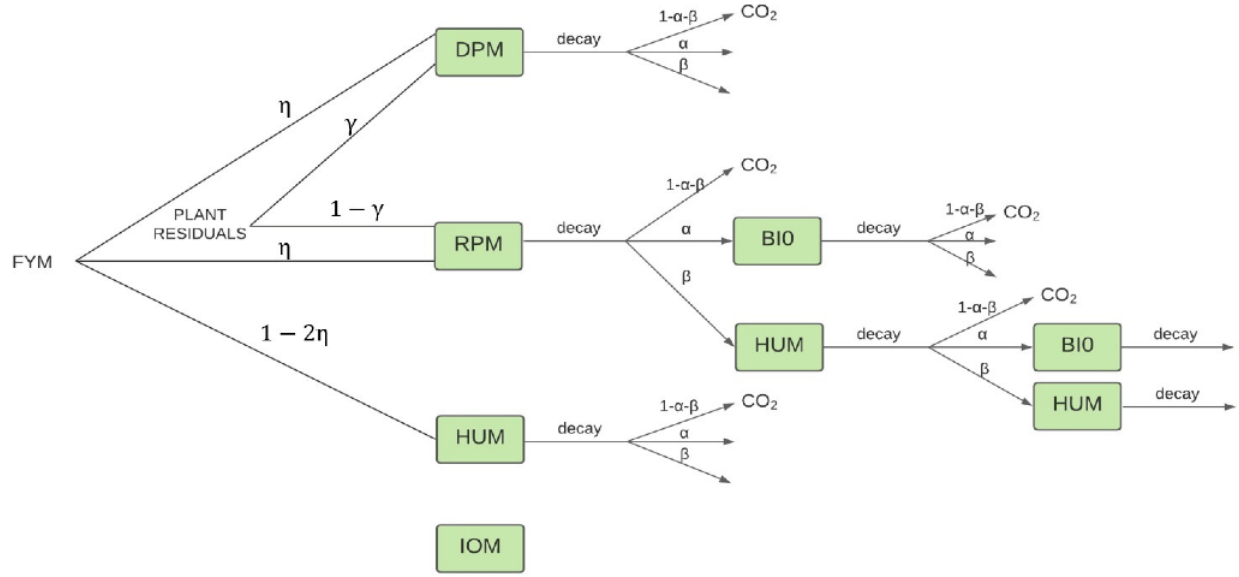 1-α-β
CO₂
DPM
decay
α
β
η
γ
CO₂
1-α-β
PLANT
RESIDUALS
1 − γ
RPM
decay
α
BI0
decay
1-α-β
CO₂
α
β
FYM
η
β
1 − 2η
HUM
decay
1-α-β
CO₂
α
BI0
decay
β
HUM
decay
1-α-β
CO₂
HUM
decay
α
β
IOM